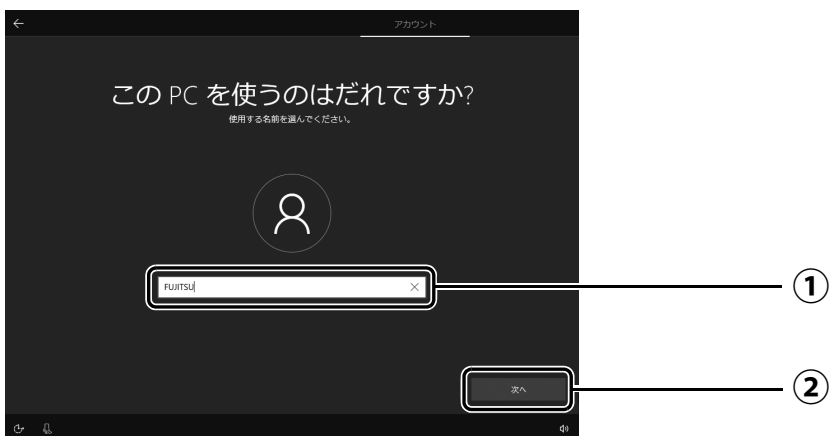 アカウント
この PC を使うのはだれですか?
使用する名前を選んでください。
FUJITSU
①
次へ
②